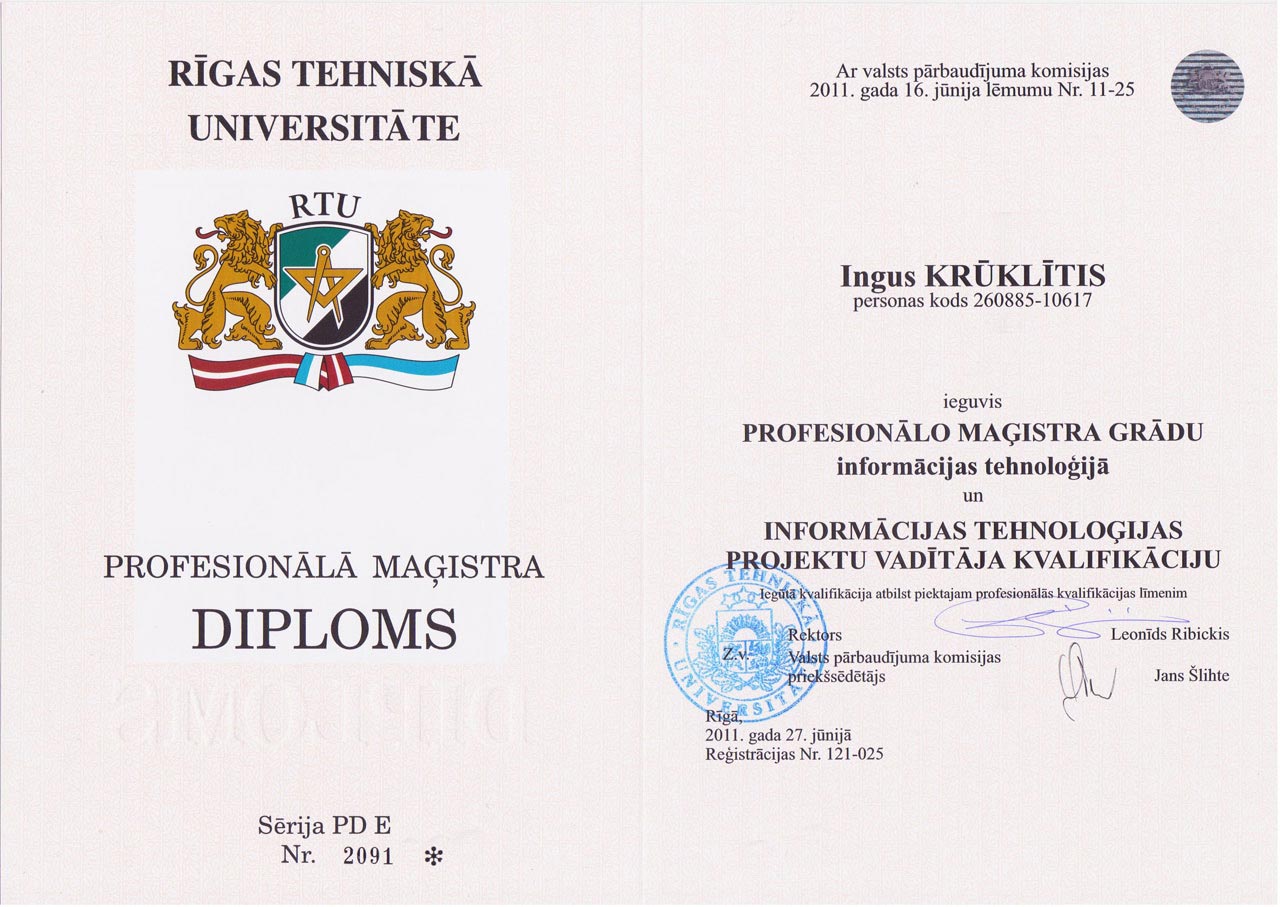 RĪGAS TEHNISKĀ
UNIVERSITĀTE
RTU
PROFESIONĀLĀ MAĢISTRA
DIPLOMS
Sērija PD E
Nr. 2091 ✻
Ar valsts pārbaudījuma komisijas
2011. gada 16. jūnija lēmumu Nr. 11-25
Ingus KRŪKLĪTIS
personas kods 260885-10617
ieguvis
PROFESIONĀLO MAĢISTRA GRĀDU
informācijas tehnoloģijā
un
INFORMĀCIJAS TEHNOLOĢIJAS
PROJEKTU VADĪTĀJA KVALIFIKĀCIJU
Iegūtā kvalifikācija atbilst piektajam profesionālās kvalifikācijas līmenim
RĪGAS TEHNISKĀ UNIVERSITĀTE
Rektors Leonīds Ribickis
Z.v.
Valsts pārbaudījuma komisijas
priekšsēdētājs Jans Šlihte
Rīgā,
2011. gada 27. jūnijā
Reģistrācijas Nr. 121-025